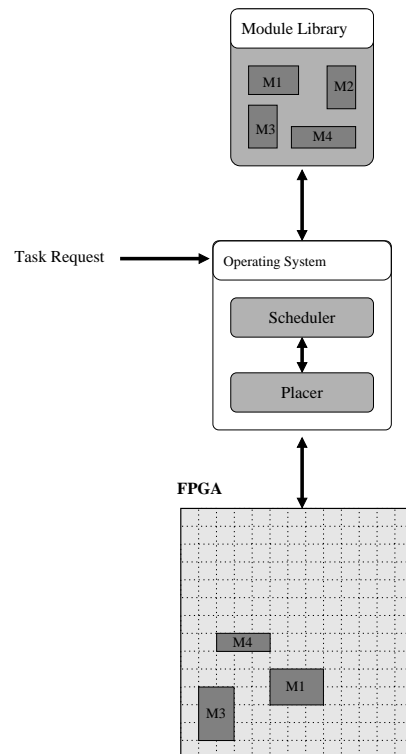 Module Library
M1
M2
M3
M4
Task Request
Operating System
Scheduler
Placer
FPGA
M4
M1
M3